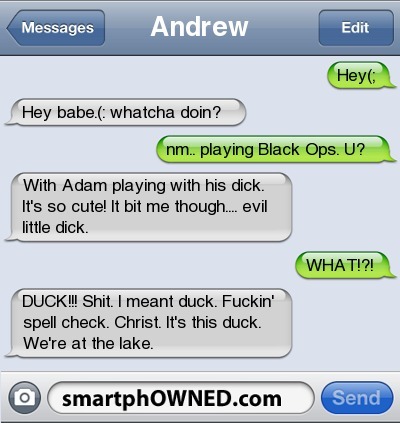 Messages
Andrew
Edit
Hey(;
Hey babe.(: whatcha doin?
nm.. playing Black Ops. U?
With Adam playing with his dick.
It's so cute! It bit me though.... evil
little dick.
WHAT!?!
DUCK!!! Shit. I meant duck. Fuckin'
spell check. Christ. It's this duck.
We're at the lake.
smartphOWNED.com
Send